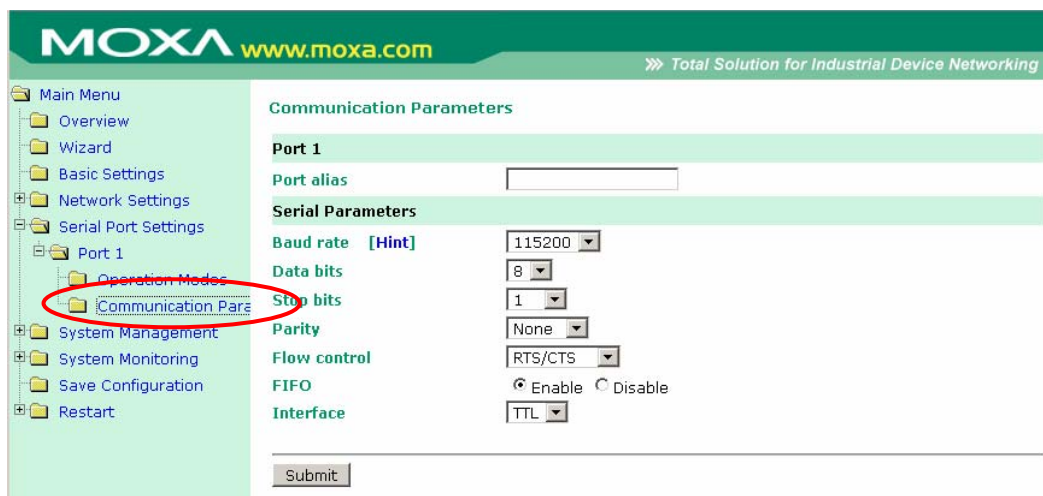 MOXA www.moxa.com
Total Solution for Industrial Device Networking
Main Menu
Overview
Wizard
Basic Settings
Network Settings
Serial Port Settings
Port 1
Operation Modes
Communication Para
System Management
System Monitoring
Save Configuration
Restart
Communication Parameters
Port 1
Port alias
Serial Parameters
Baud rate [Hint] 115200
Data bits 8
Stop bits 1
Parity None
Flow control RTS/CTS
FIFO Enable Disable
Interface TTL
Submit